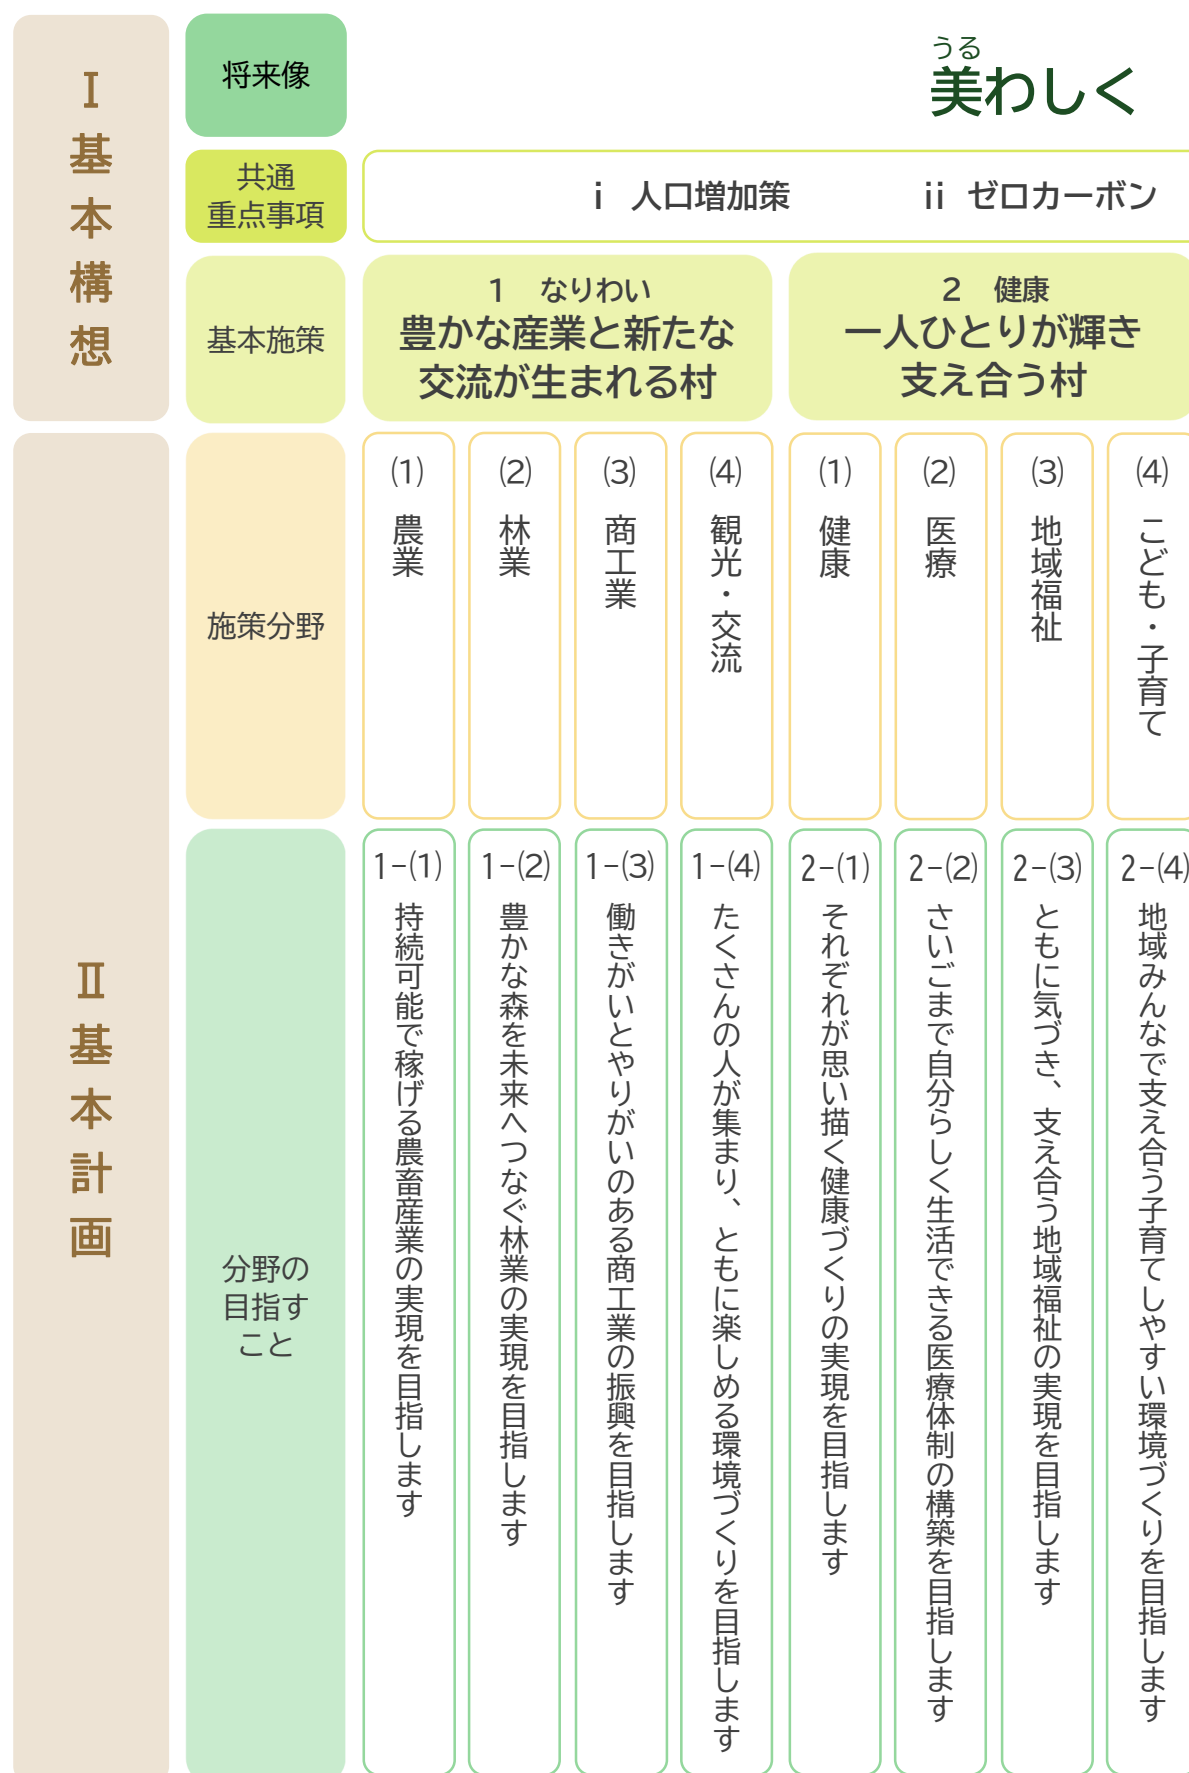 Ⅰ基本構想
将来像
うる
美わしく
共通
重点事項
ⅰ 人口増加策 ⅱ ゼロカーボン
基本施策
1 なりわい
豊かな産業と新たな
交流が生まれる村
2 健康
一人ひとりが輝き
支え合う村
Ⅱ基本計画
施策分野
(1) 農業
(2) 林業
(3) 商工業
(4) 観光・交流
(1) 健康
(2) 医療
(3) 地域福祉
(4) こども・子育て
分野の
目指す
こと
1-(1) 持続可能で稼げる農畜産業の実現を目指します
1-(2) 豊かな森を未来へつなぐ林業の実現を目指します
1-(3) 働きがいとやりがいのある商工業の振興を目指します
1-(4) たくさんの人が集まり、ともに楽しめる環境づくりを目指します
2-(1) それぞれが思い描く健康づくりの実現を目指します
2-(2) さいごまで自分らしく生活できる医療体制の構築を目指します
2-(3) ともに気づき、支え合う地域福祉の実現を目指します
2-(4) 地域みんなで支え合う子育てしやすい環境づくりを目指します